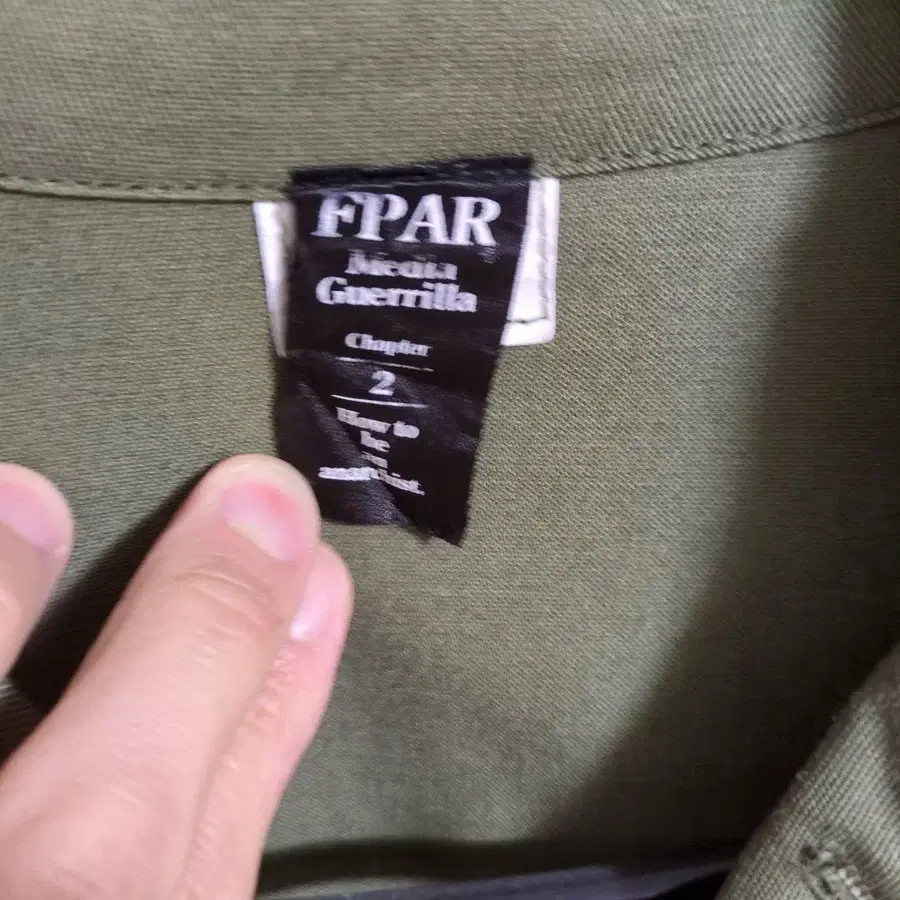 FPAR
Media
Guerrilla
Chapter
2
How to
be
an
anarchist.